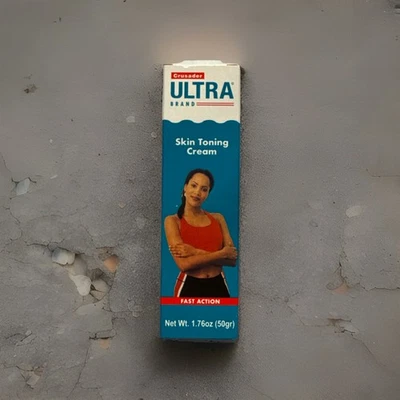 Crusader
ULTRA®
BRAND
Skin Toning
Cream
FAST ACTION
Net Wt. 1.76oz (50gr)